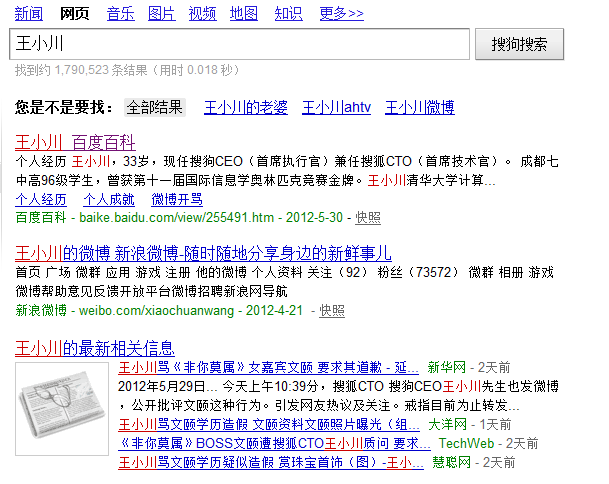 新闻 网页 音乐 图片 视频 地图 知识 更多>>
王小川 搜狗搜索
找到约 1,790,523 条结果（用时 0.018 秒）
您是不是要找： 全部结果 王小川的老婆 王小川ahtv 王小川微博
王小川_百度百科
个人经历 王小川，33岁，现任搜狗CEO（首席执行官）兼任搜狐CTO（首席技术官）。 成都七
中高96级学生，曾获第十一届国际信息学奥林匹克竞赛金牌。王小川清华大学计算...
个人经历 个人成就 微博开骂
百度百科 - baike.baidu.com/view/255491.htm - 2012-5-30 - 快照
王小川的微博 新浪微博-随时随地分享身边的新鲜事儿
首页 广场 微群 应用 游戏 注册 他的微博 个人资料 关注（92） 粉丝（73572） 微群 相册 游戏
微博帮助意见反馈开放平台微博招聘新浪网导航
新浪微博 - weibo.com/xiaochuanwang - 2012-4-21 - 快照
王小川的最新相关信息
王小川骂《非你莫属》女嘉宾文颐 要求其道歉 - 延... 新华网 - 2天前
2012年5月29日... 今天上午10:39分，搜狐CTO 搜狗CEO王小川先生也发微博
，公开批评文颐这种行为。引发网友热议及关注。戒指目前为止转发...
王小川骂文颐学历造假 文颐资料文颐照片曝光（组... 大洋网 - 1天前
《非你莫属》BOSS文颐遭搜狐CTO王小川质问 要求... TechWeb - 2天前
王小川骂文颐学历疑似造假 赏珠宝首饰（图）-王小... 慧聪网 - 2天前